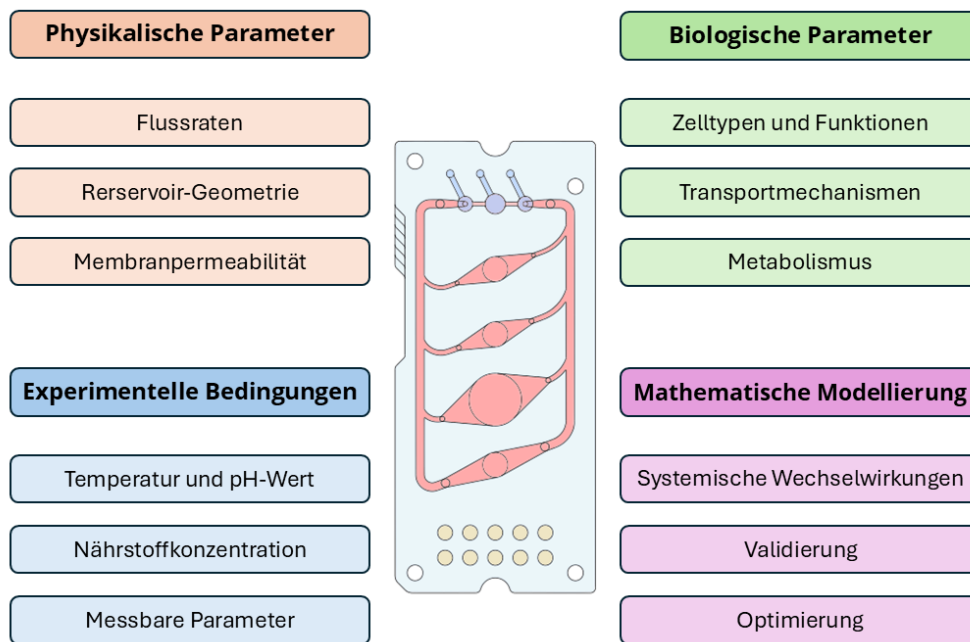 Physikalische Parameter
Flussraten
Rerservoir-Geometrie
Membranpermeabilität
Biologische Parameter
Zelltypen und Funktionen
Transportmechanismen
Metabolismus
Experimentelle Bedingungen
Temperatur und pH-Wert
Nährstoffkonzentration
Messbare Parameter
Mathematische Modellierung
Systemische Wechselwirkungen
Validierung
Optimierung